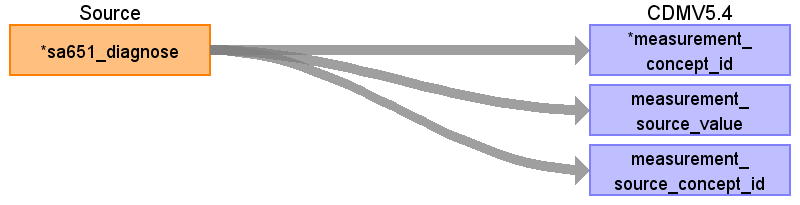 Source
CDMV5.4
*sa651_diagnose
*measurement_
concept_id
measurement_
source_value
measurement_
source_concept_id